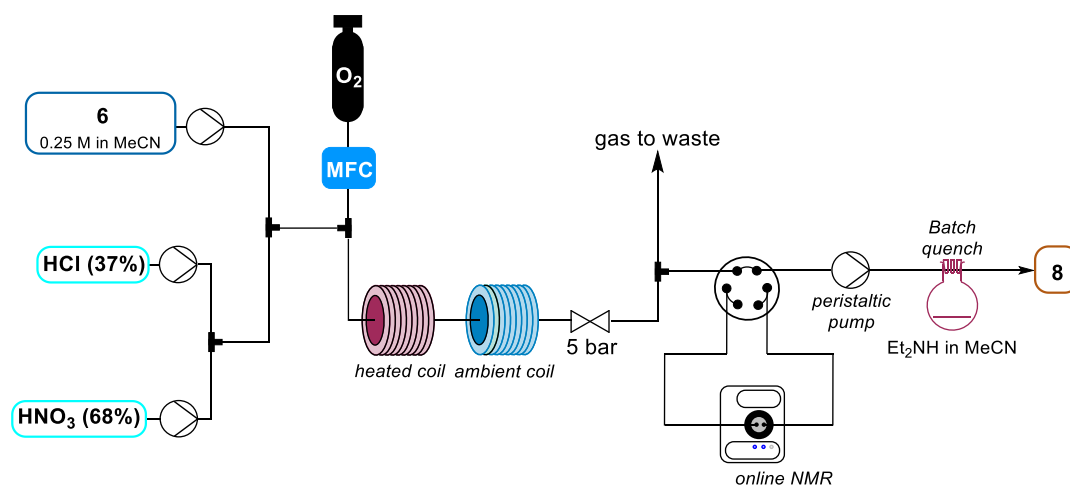 O₂
6
0.25 M in MeCN
MFC
gas to waste
HCl (37%)
HNO₃ (68%)
heated coil
ambient coil
5 bar
peristaltic
pump
Batch
quench
Et₂NH in MeCN
8
online NMR